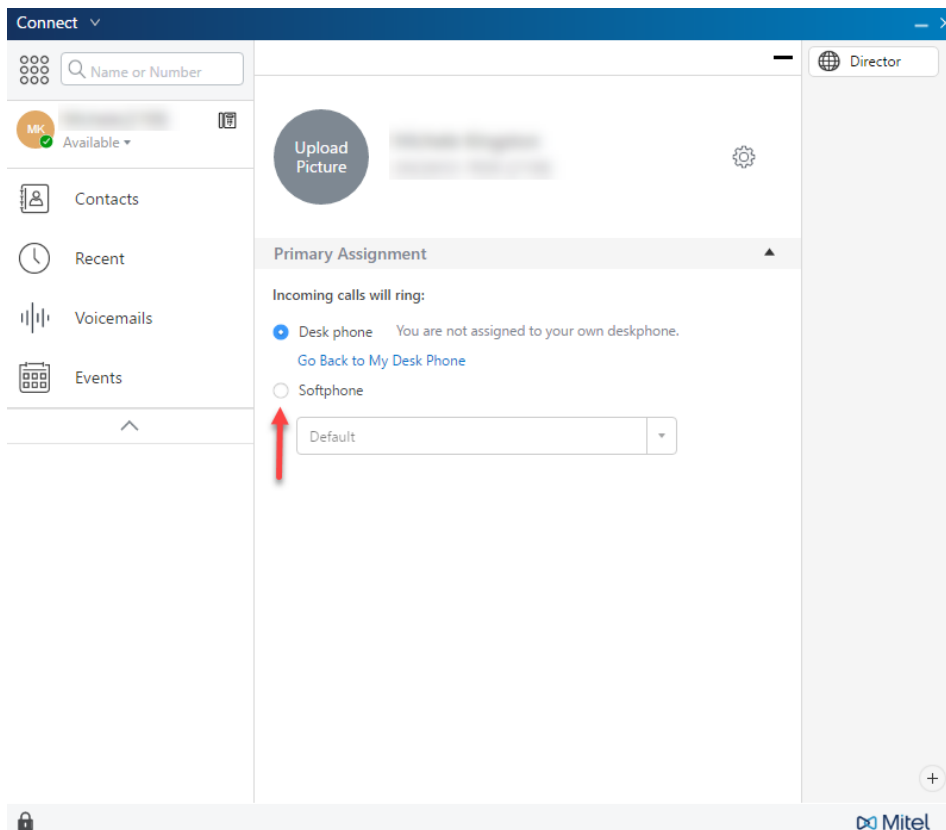 Connect
Name or Number
Director
MK
Available
Upload
Picture
Contacts
Recent
Voicemails
Events
Primary Assignment
Incoming calls will ring:
Desk phone You are not assigned to your own deskphone.
Go Back to My Desk Phone
Softphone
Default
Mitel